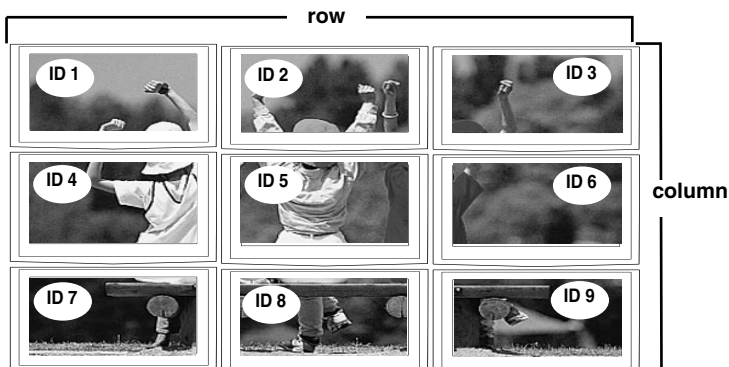 row
ID 1
ID 2
ID 3
ID 4
ID 5
ID 6
column
ID 7
ID 8
ID 9